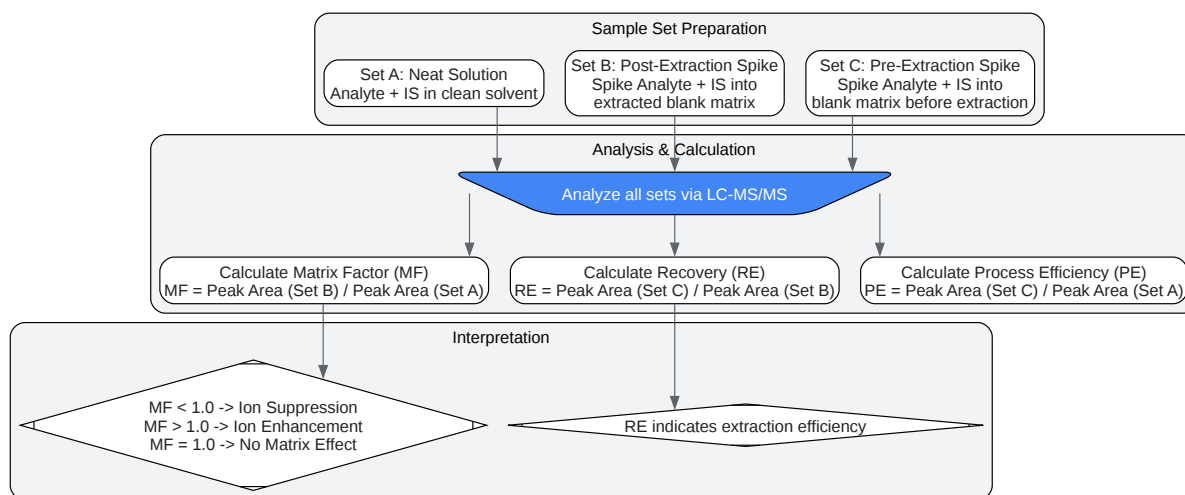 Sample Set Preparation
Set A: Neat Solution
Analyte + IS in clean solvent
Set B: Post-Extraction Spike
Spike Analyte + IS into
extracted blank matrix
Set C: Pre-Extraction Spike
Spike Analyte + IS into
blank matrix before extraction
Analysis & Calculation
Analyze all sets via LC-MS/MS
Calculate Matrix Factor (MF)
MF = Peak Area (Set B) / Peak Area (Set A)
Calculate Recovery (RE)
RE = Peak Area (Set C) / Peak Area (Set B)
Calculate Process Efficiency (PE)
PE = Peak Area (Set C) / Peak Area (Set A)
Interpretation
MF < 1.0 -> Ion Suppression
MF > 1.0 -> Ion Enhancement
MF = 1.0 -> No Matrix Effect
RE indicates extraction efficiency